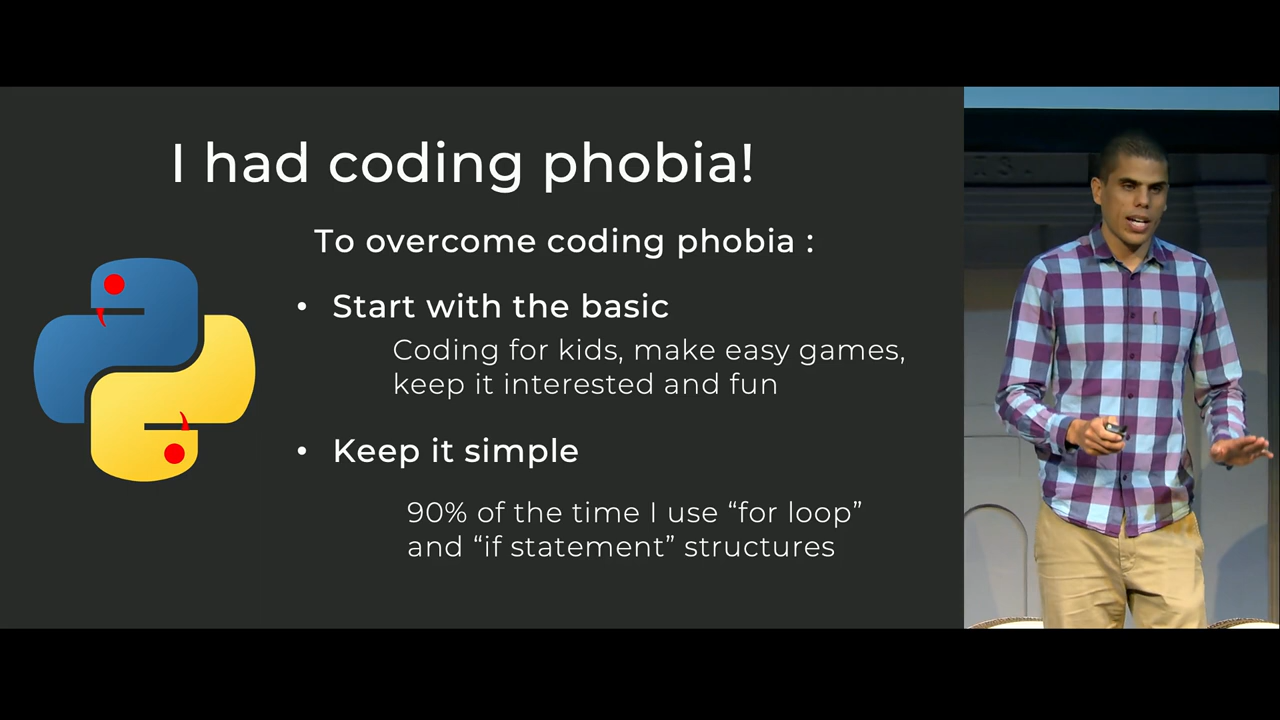 I had coding phobia!
To overcome coding phobia :
• Start with the basic
Coding for kids, make easy games,
keep it interested and fun
• Keep it simple
90% of the time I use “for loop”
and “if statement” structures